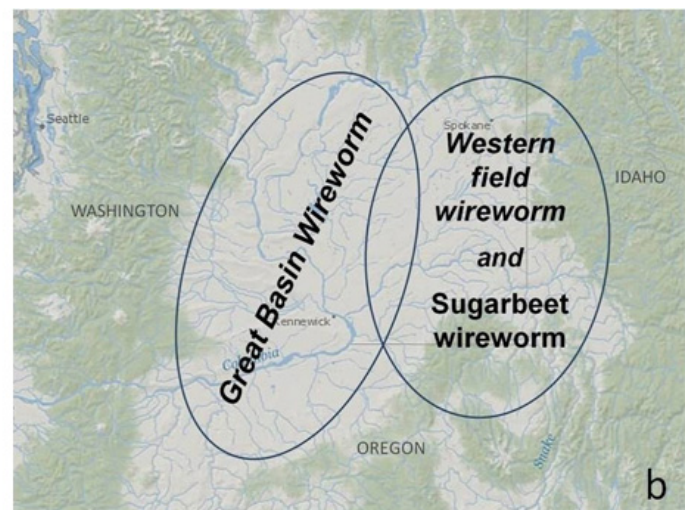 Seattle
WASHINGTON
Great Basin Wireworm
Spokane
Western
field
wireworm
and
Sugarbeet
wireworm
IDAHO
Kennewick
Columbia
OREGON
Snake
b